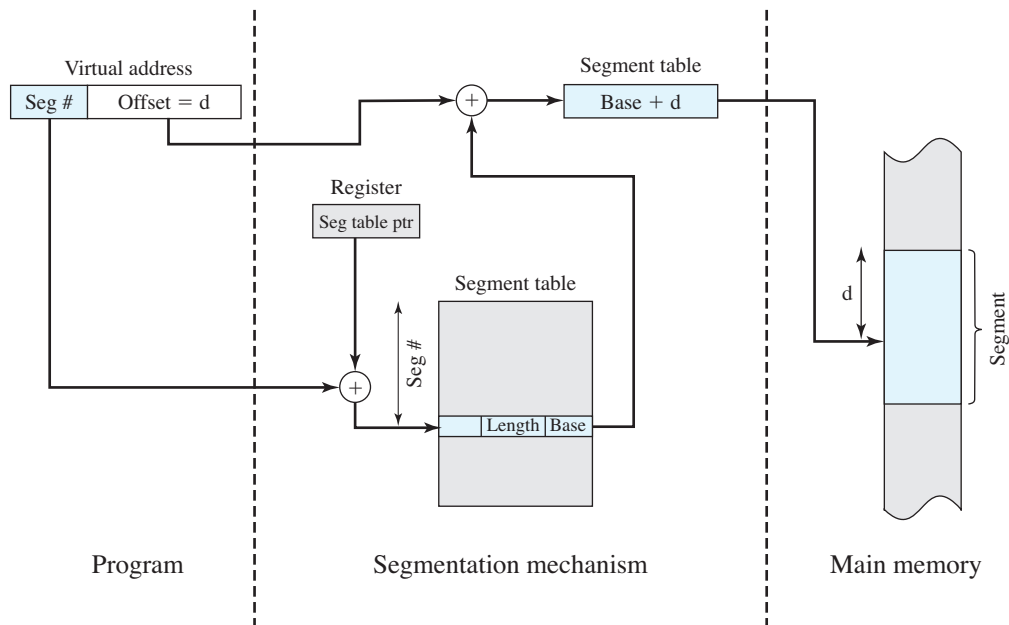 Virtual address
Seg # Offset = d
Segment table
+ Base + d
Register
Seg table ptr
Segment table
Seg #
+
Length Base
d
Segment
Program
Segmentation mechanism
Main memory